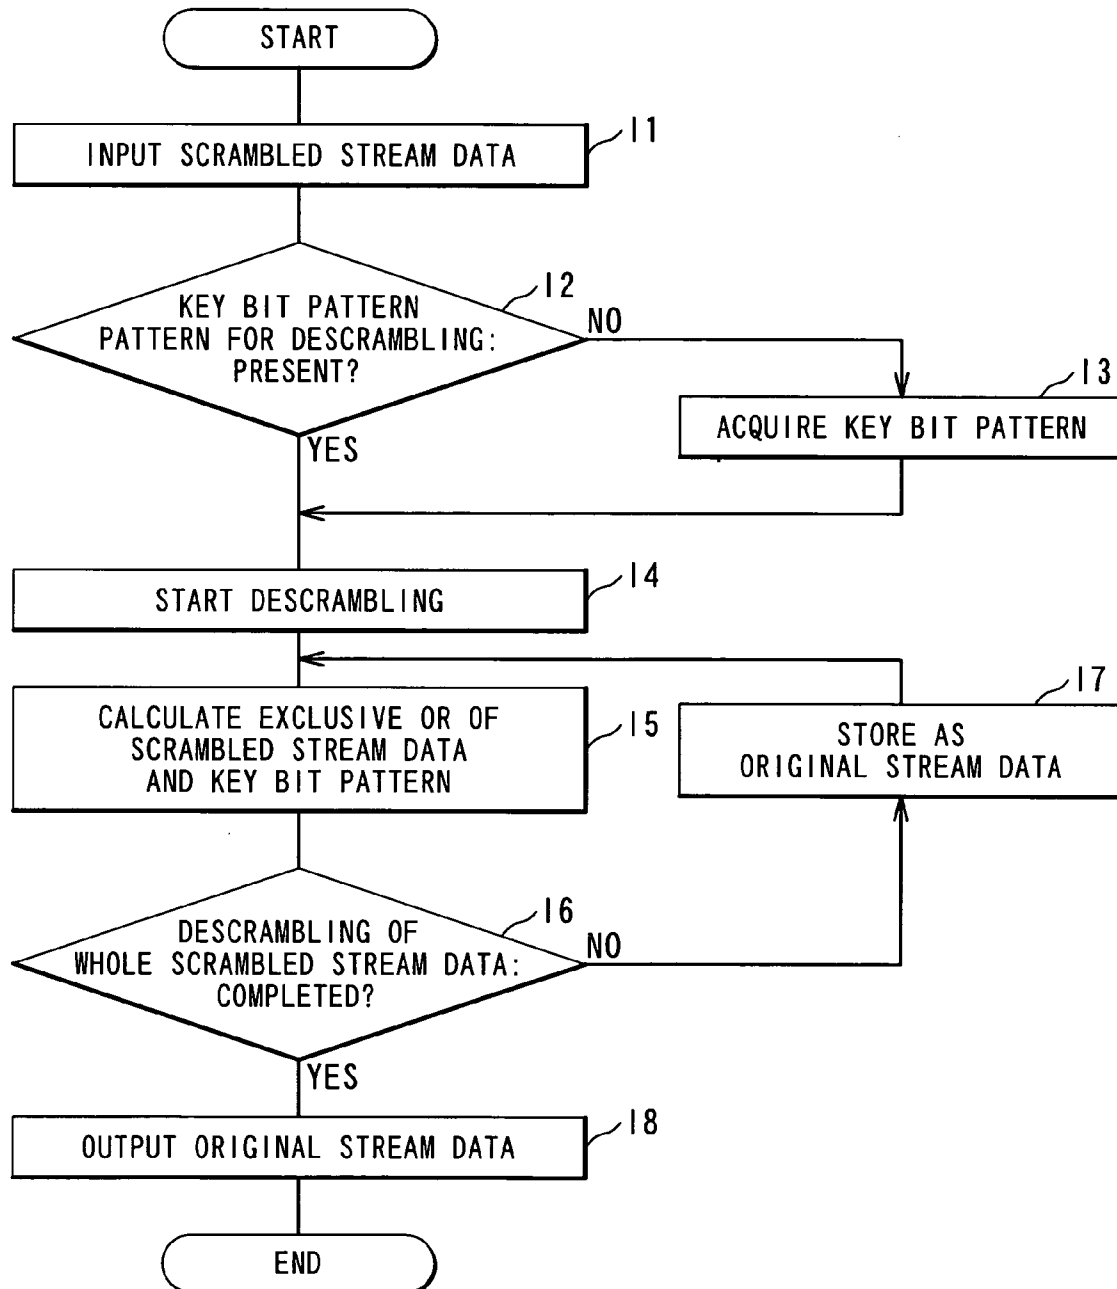 START
INPUT SCRAMBLED STREAM DATA
11
KEY BIT PATTERN
PATTERN FOR DESCRAMBLING:
PRESENT?
12
NO
YES
ACQUIRE KEY BIT PATTERN
13
START DESCRAMBLING
14
CALCULATE EXCLUSIVE OR OF
SCRAMBLED STREAM DATA
AND KEY BIT PATTERN
15
STORE AS
ORIGINAL STREAM DATA
17
DESCRAMBLING OF
WHOLE SCRAMBLED STREAM DATA:
COMPLETED?
16
NO
YES
OUTPUT ORIGINAL STREAM DATA
18
END